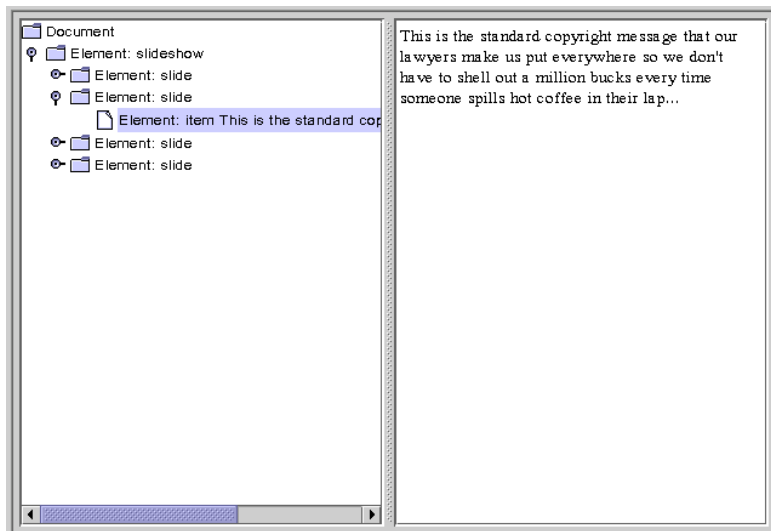 Document
Element: slideshow
Element: slide
Element: slide
Element: item This is the standard cop
Element: slide
Element: slide
This is the standard copyright message that our
lawyers make us put everywhere so we don't
have to shell out a million bucks every time
someone spills hot coffee in their lap...